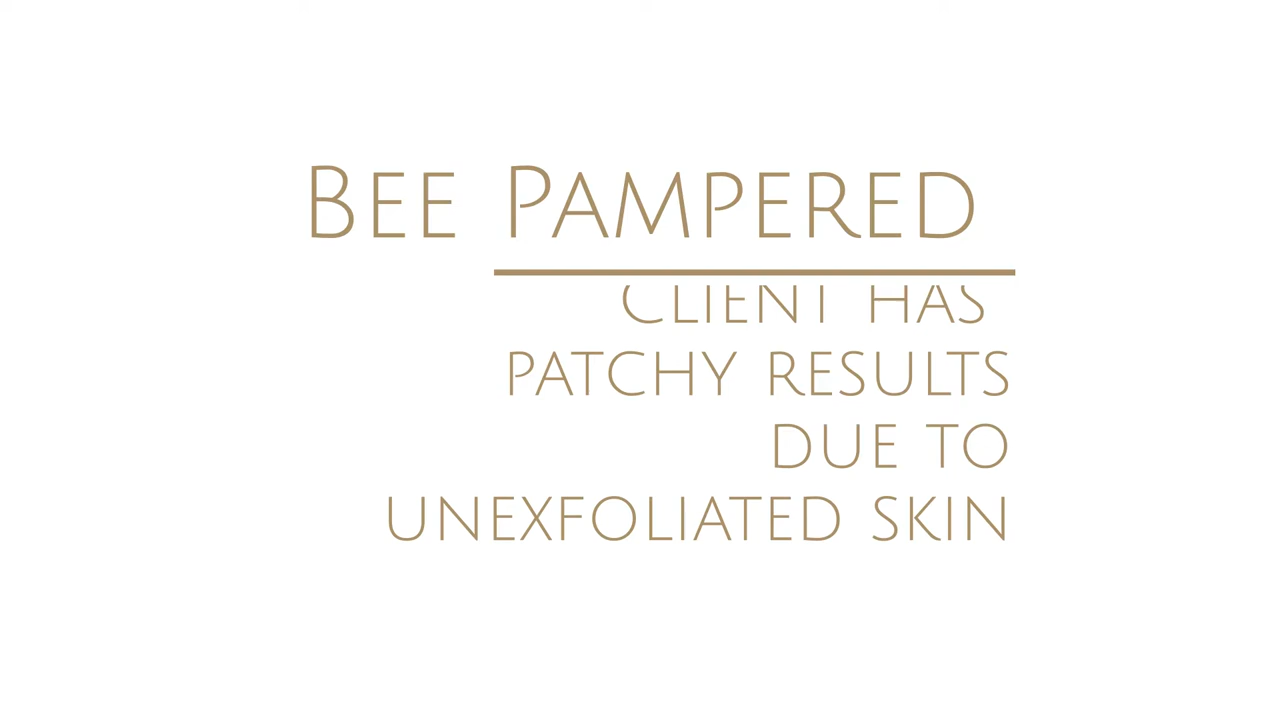 Bee Pampered
Client has
patchy results
due to
unexfoliated skin